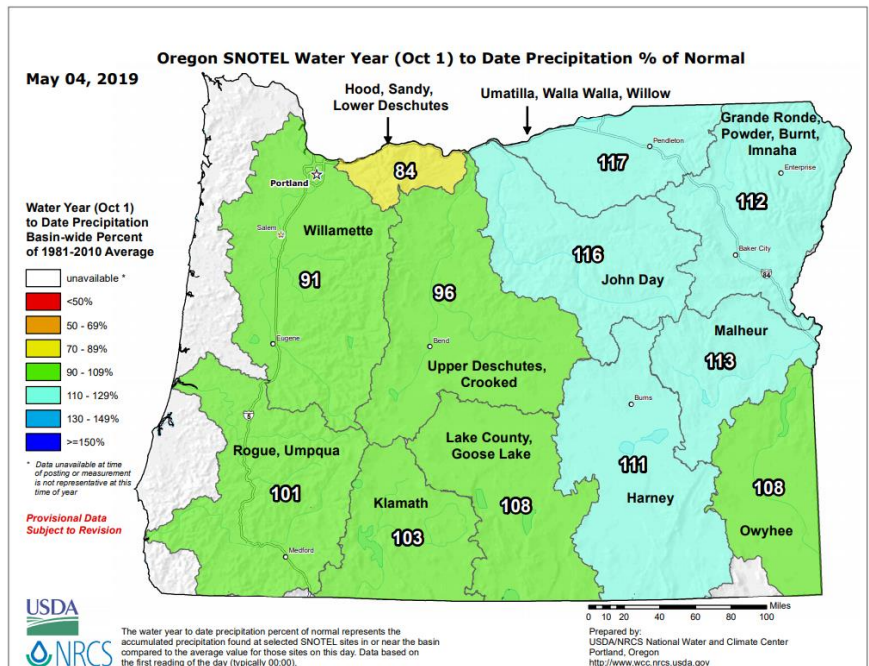 Oregon SNOTEL Water Year (Oct 1) to Date Precipitation % of Normal
May 04, 2019
Hood, Sandy,
Lower Deschutes
Umatilla, Walla Walla, Willow
Grande Ronde,
Powder, Burnt,
Imnaha
Pendleton
Enterprise
117
84
Portland
112
Water Year (Oct 1)
to Date Precipitation
Basin-wide Percent
of 1981-2010 Average
Salem
Willamette
116
Baker City
84
John Day
91
96
unavailable *
<50%
50 - 69%
70 - 89%
90 - 109%
110 - 129%
130 - 149%
>=150%
Malheur
113
Eugene
Bend
Upper Deschutes,
Crooked
Burns
* Data unavailable at time
of posting or measurement
is not representative at this
time of year
Provisional Data
Subject to Revision
Rogue, Umpqua
101
Lake County,
Goose Lake
108
Klamath
103
111
Harney
108
Owyhee
Medford
USDA
NRCS
The water year to date precipitation percent of normal represents the
accumulated precipitation found at selected SNOTEL sites in or near the basin
compared to the average value for those sites on this day. Data based on
the first reading of the day (typically 00:00).
Miles
0 10 20 40 60 80 100
Prepared by:
USDA/NRCS National Water and Climate Center
Portland, Oregon
http://www.wcc.nrcs.usda.gov